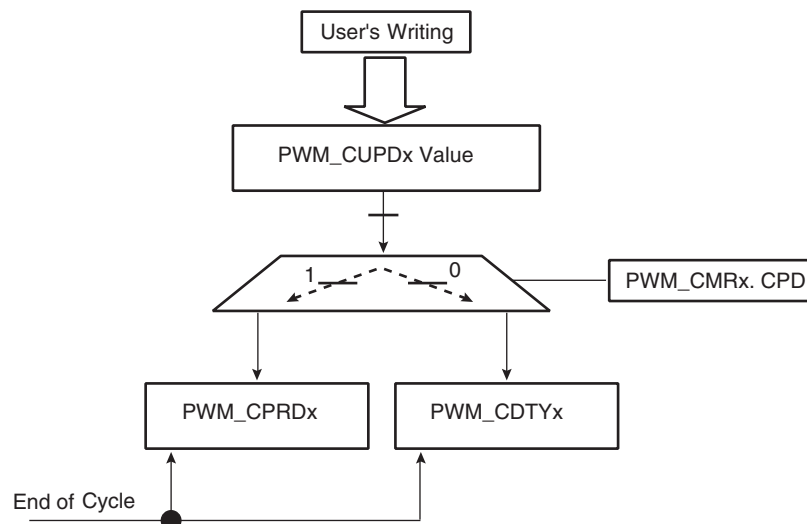 User's Writing
PWM_CUPDx Value
1
0
PWM_CMRx. CPD
PWM_CPRDx
PWM_CDTYx
End of Cycle